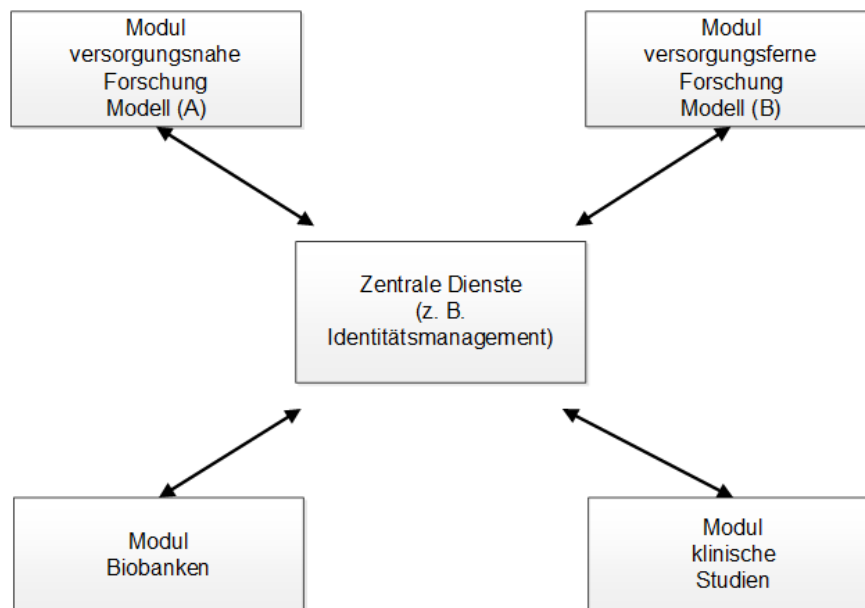 Modul
versorgungsnahe
Forschung
Modell (A)
Modul
versorgungsferne
Forschung
Modell (B)
Zentrale Dienste
(z. B.
Identitätsmanagement)
Modul
Biobanken
Modul
klinische
Studien